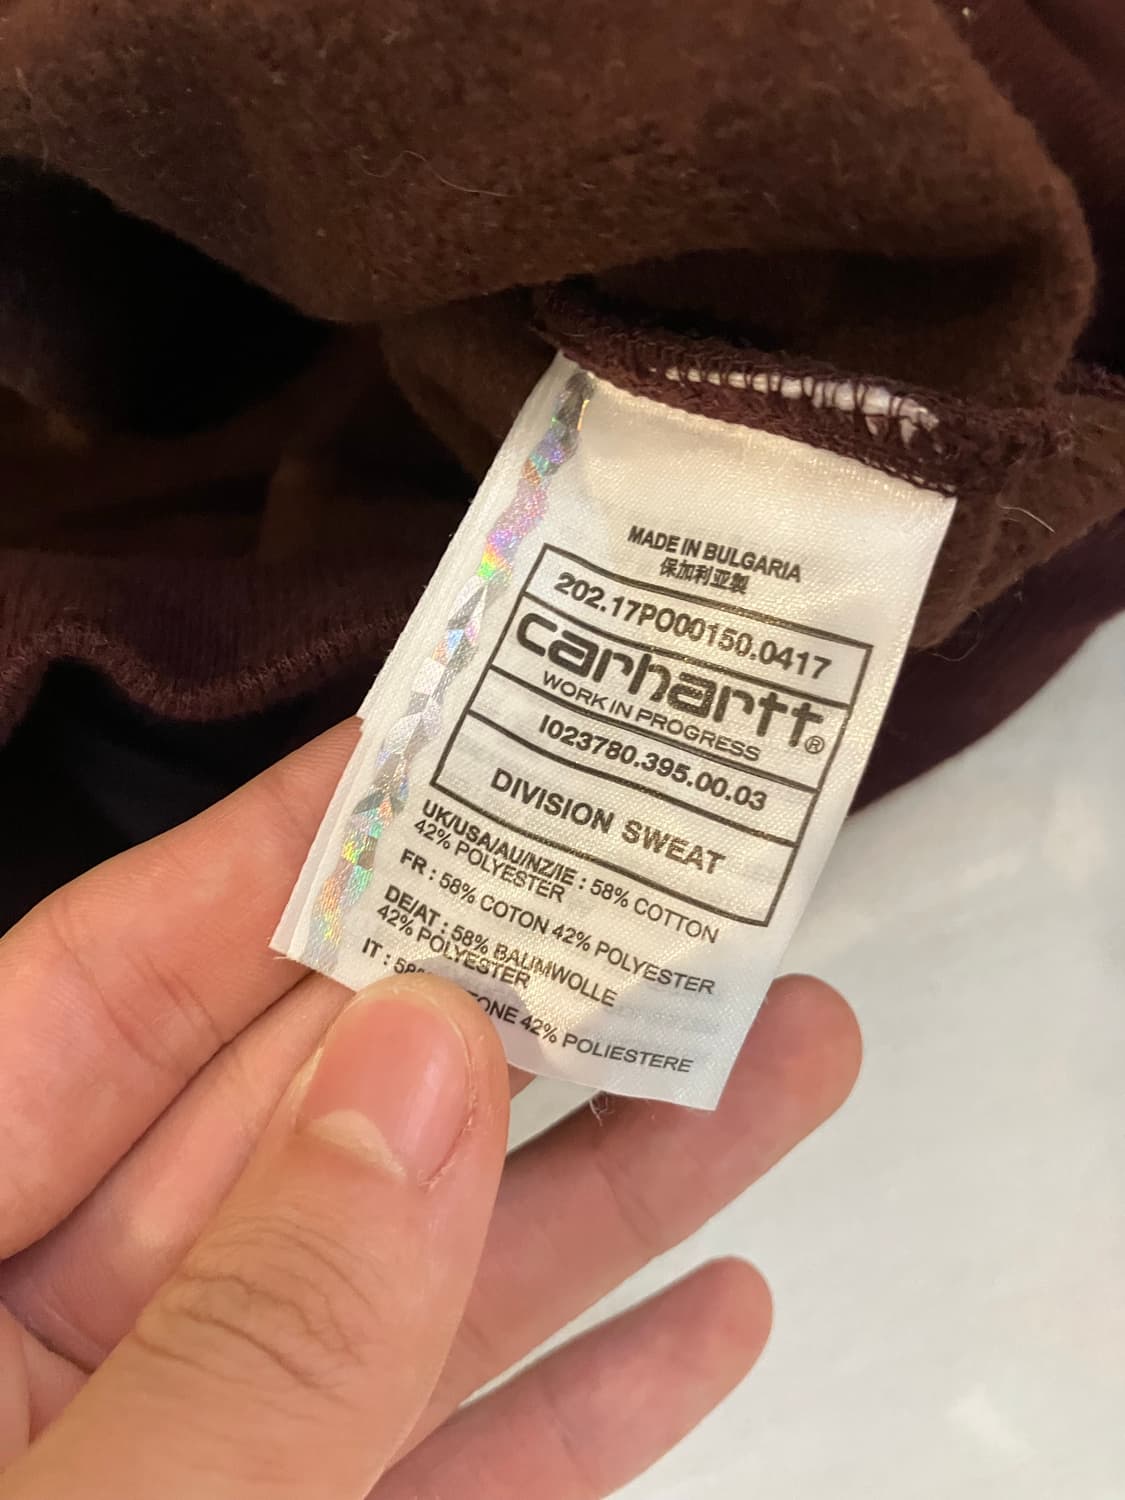 MADE IN BULGARIA
保加利亚製
202.17PO00150.0417
carhartt®
WORK IN PROGRESS
I023780.395.00.03
DIVISION SWEAT
UK/USA/AU/NZ/IE : 58% COTTON
42% POLYESTER
FR : 58% COTON 42% POLYESTER
DE/AT : 58% BAUMWOLLE
42% POLYESTER
IT : 42% POLIESTERE